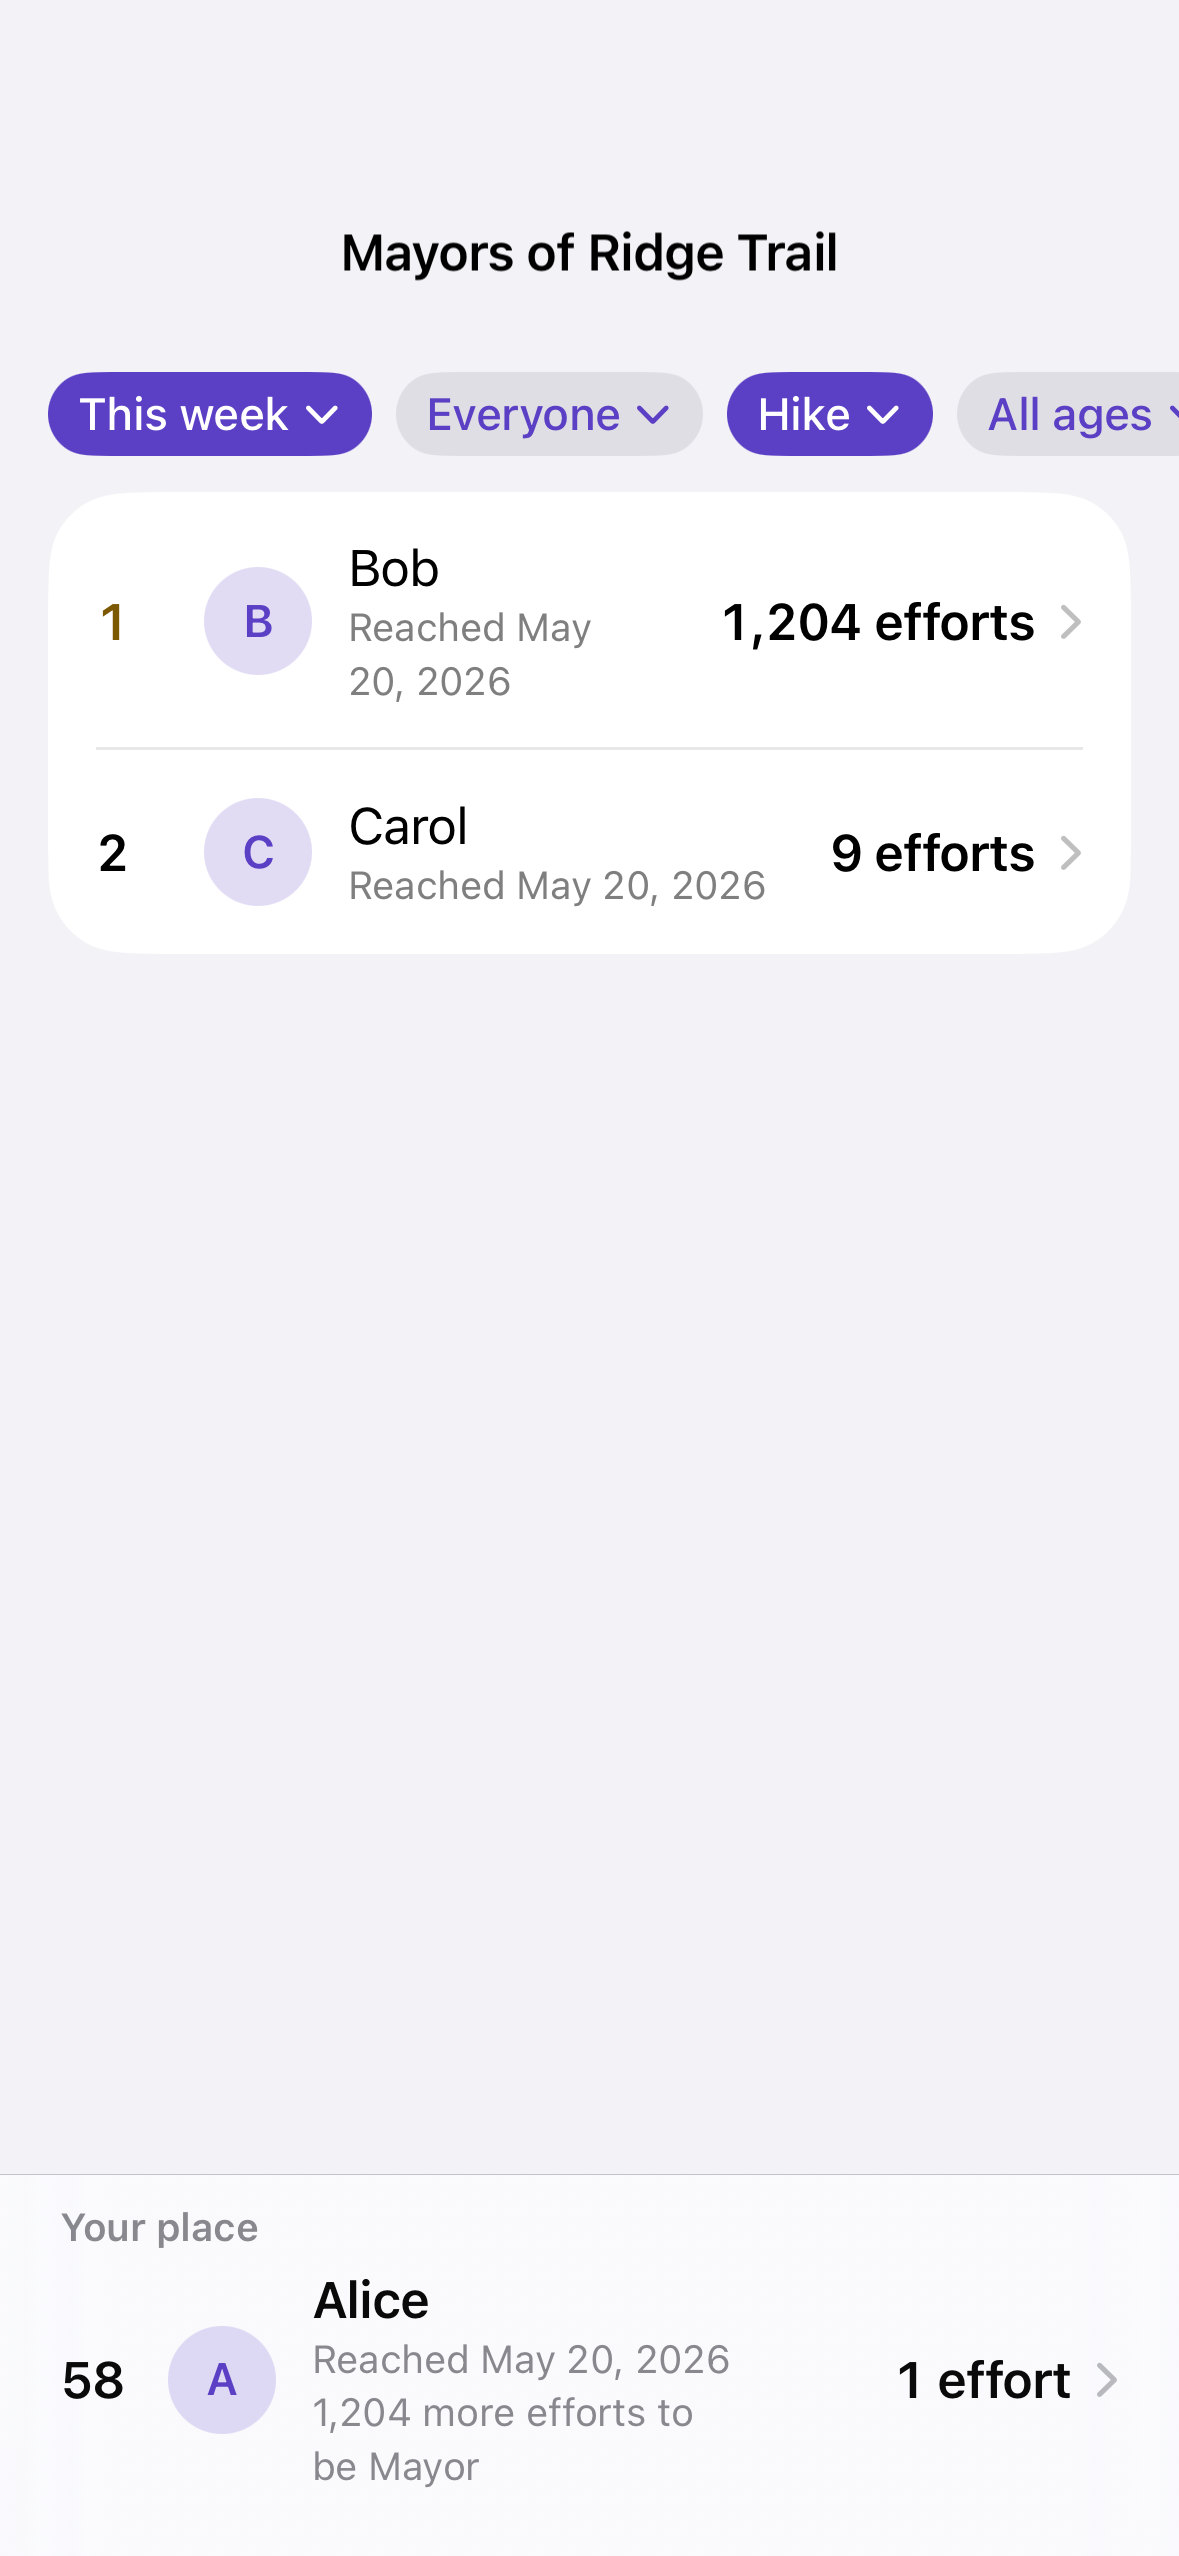 Mayors of Ridge Trail
This week
Everyone
Hike
All ages
1
B
Bob
Reached May
20, 2026
1,204 efforts
2
C
Carol
Reached May 20, 2026
9 efforts
Your place
58
A
Alice
Reached May 20, 2026
1,204 more efforts to
be Mayor
1 effort